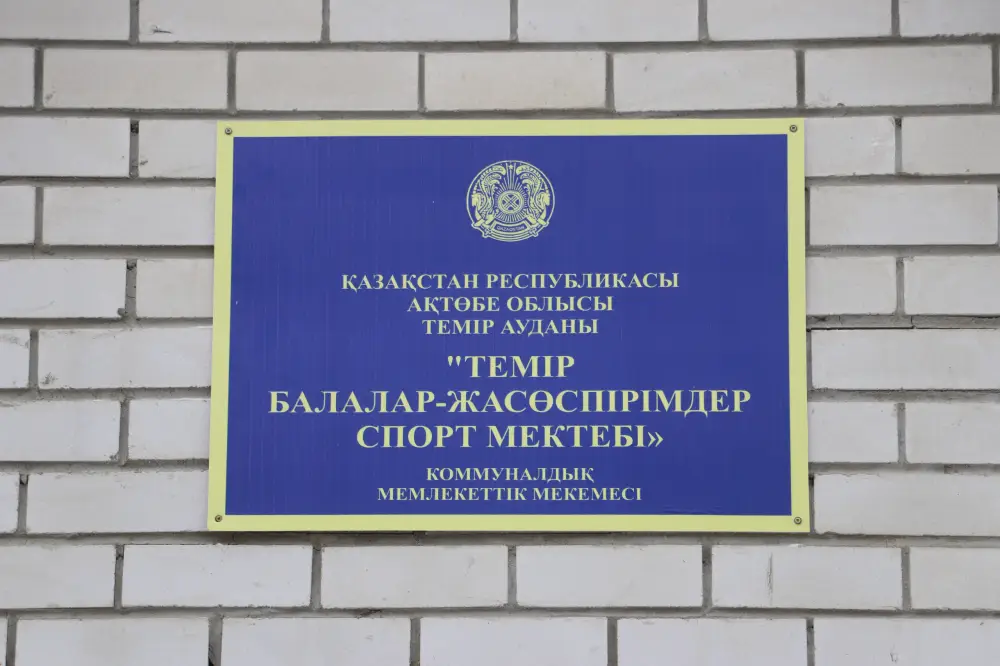 ҚАЗАҚСТАН РЕСПУБЛИКАСЫ
АҚТӨБЕ ОБЛЫСЫ
ТЕМІР АУДАНЫ
"ТЕМІР
БАЛАЛАР-ЖАСӨСПІРІМДЕР
СПОРТ МЕКТЕБІ»
КОММУНАЛДЫҚ
МЕМЛЕКЕТТІК МЕКЕМЕСІ